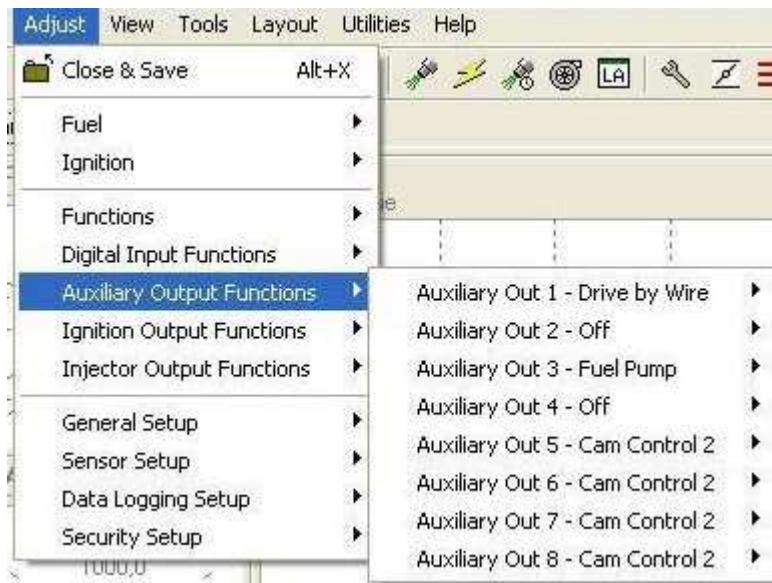 Adjust View Tools Layout Utilities Help
Close & Save Alt+X
LA
Fuel
Ignition
Functions
Digital Input Functions
Auxiliary Output Functions
Ignition Output Functions
Injector Output Functions
General Setup
Sensor Setup
Data Logging Setup
Security Setup
Auxiliary Out 1 - Drive by Wire
Auxiliary Out 2 - Off
Auxiliary Out 3 - Fuel Pump
Auxiliary Out 4 - Off
Auxiliary Out 5 - Cam Control 2
Auxiliary Out 6 - Cam Control 2
Auxiliary Out 7 - Cam Control 2
Auxiliary Out 8 - Cam Control 2
1000,0